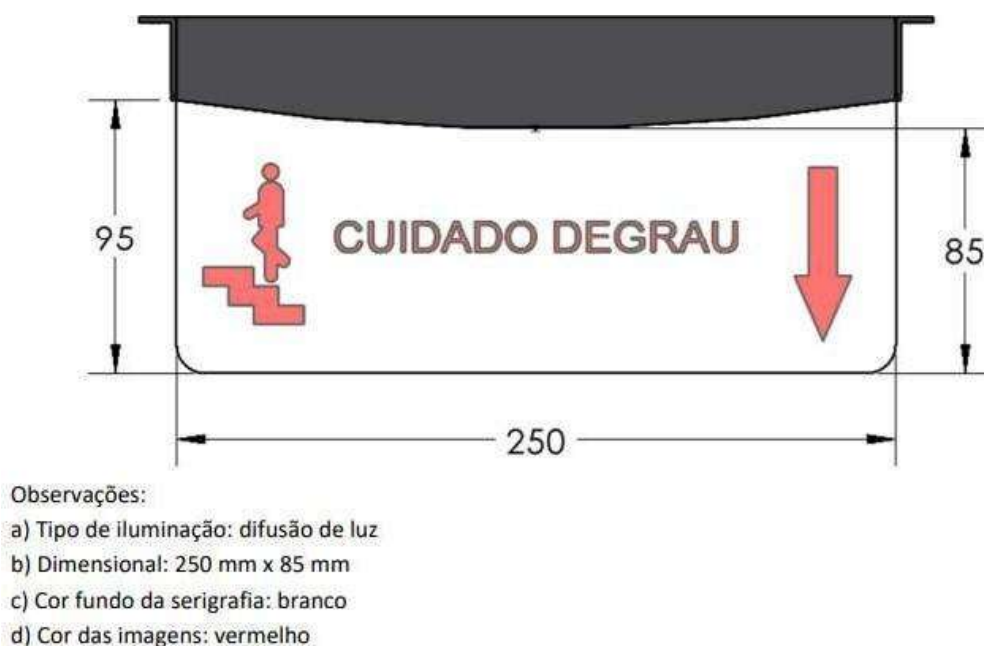 95
CUIDADO DEGRAU
85
250
Observações:
a) Tipo de iluminação: difusão de luz
b) Dimensional: 250 mm x 85 mm
c) Cor fundo da serigrafia: branco
d) Cor das imagens: vermelho